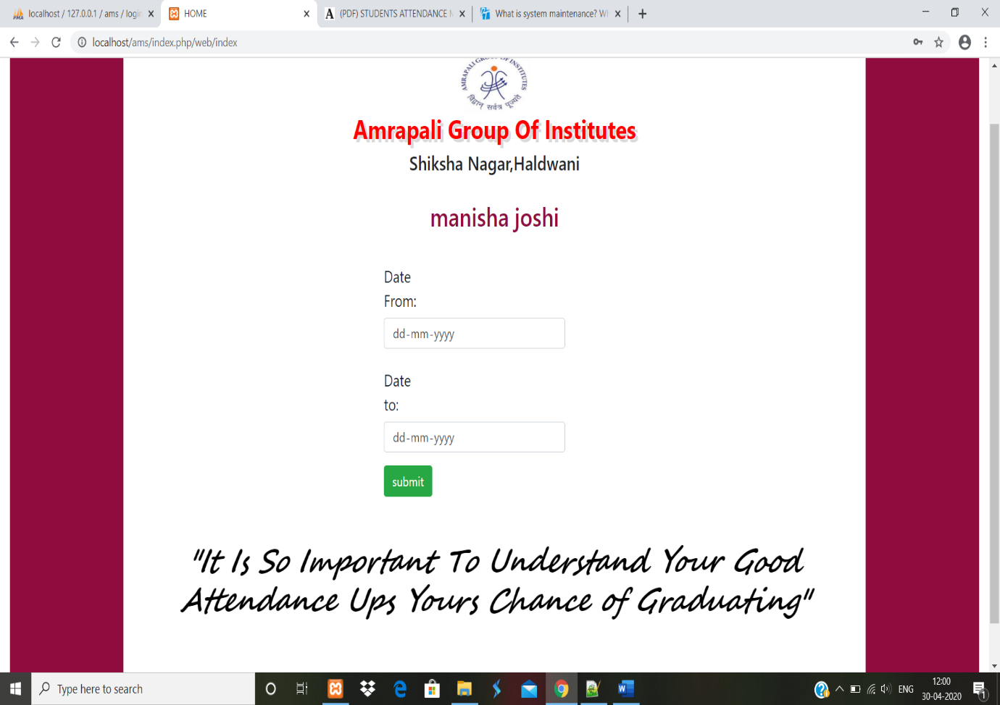 localhost / 127.0.0.1 / ams / login
HOME
(PDF) STUDENTS ATTENDANCE
What is system maintenance?
localhost/ams/index.php/web/index
AMRAPALI GROUP OF INSTITUTES
विद्वान् सर्वत्र पूज्यते
Amrapali Group Of Institutes
Shiksha Nagar,Haldwani
manisha joshi
Date
From:
dd-mm-yyyy
Date
to:
dd-mm-yyyy
submit
"It Is So Important To Understand Your Good
Attendance Ups Yours Chance of Graduating"
Type here to search
ENG
12:00
30-04-2020
1